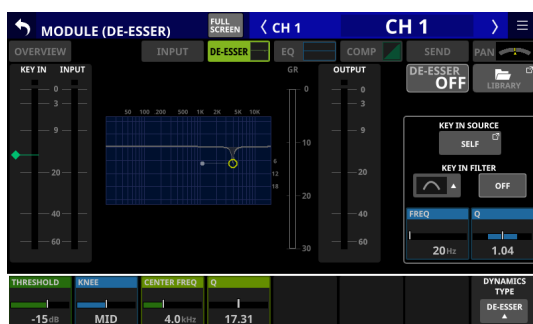 MODULE (DE-ESSER)
FULL
SCREEN
CH 1
CH 1
OVERVIEW
INPUT
DE-ESSER
EQ
COMP
SEND
PAN
KEY IN
INPUT
GR
OUTPUT
DE-ESSER
OFF
LIBRARY
0
3
9
20
40
60
50 100 200 500 1K 2K 5K 10K
6
12
18
0
10
20
30
0
3
9
20
40
60
KEY IN SOURCE
SELF
KEY IN FILTER
OFF
FREQ
Q
20Hz
1.04
THRESHOLD
KNEE
CENTER FREQ
Q
DYNAMICS
TYPE
-15dB
MID
4.0kHz
17.31
DE-ESSER